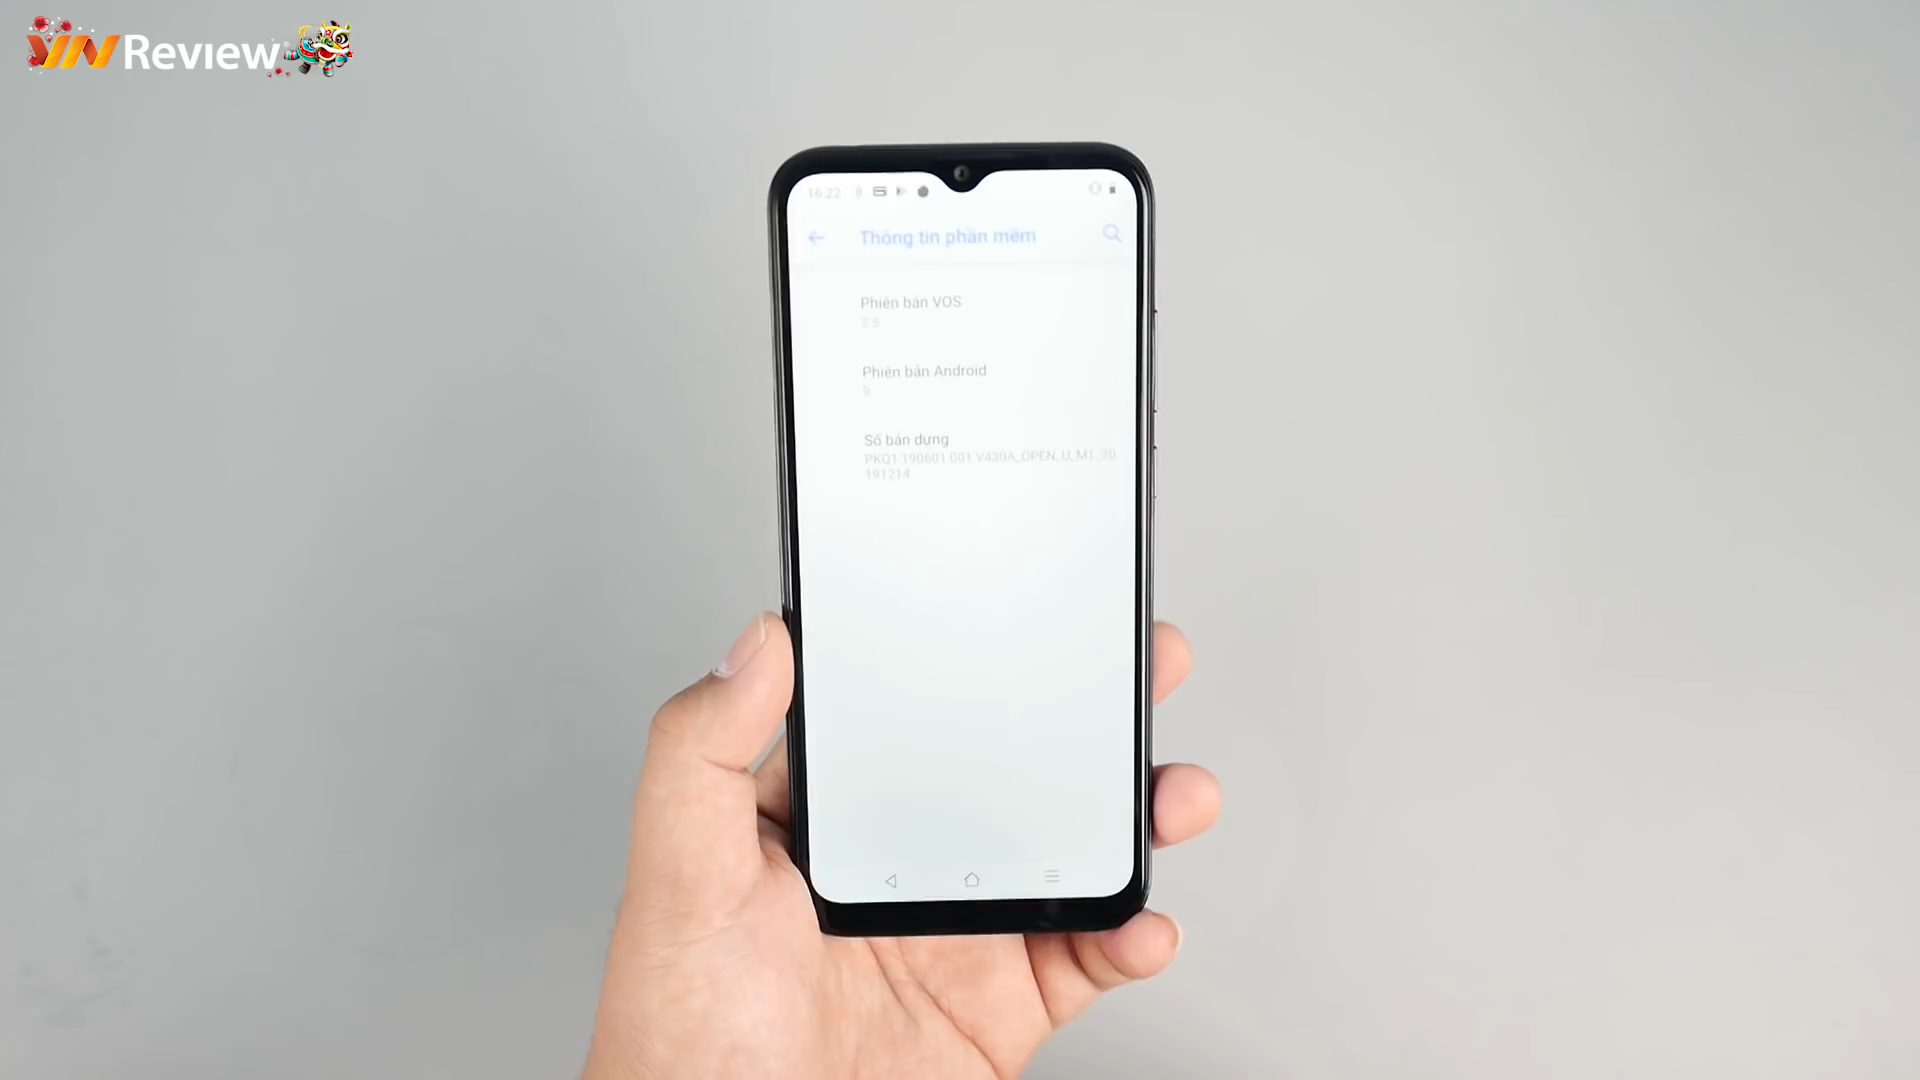 VN Review
16:22
Thông tin phần mềm
Phiên bản VOS
2.5
Phiên bản Android
9
Số bản dựng
PKQ1.190601.001.V430A_OPEN_U_M1_20
191214